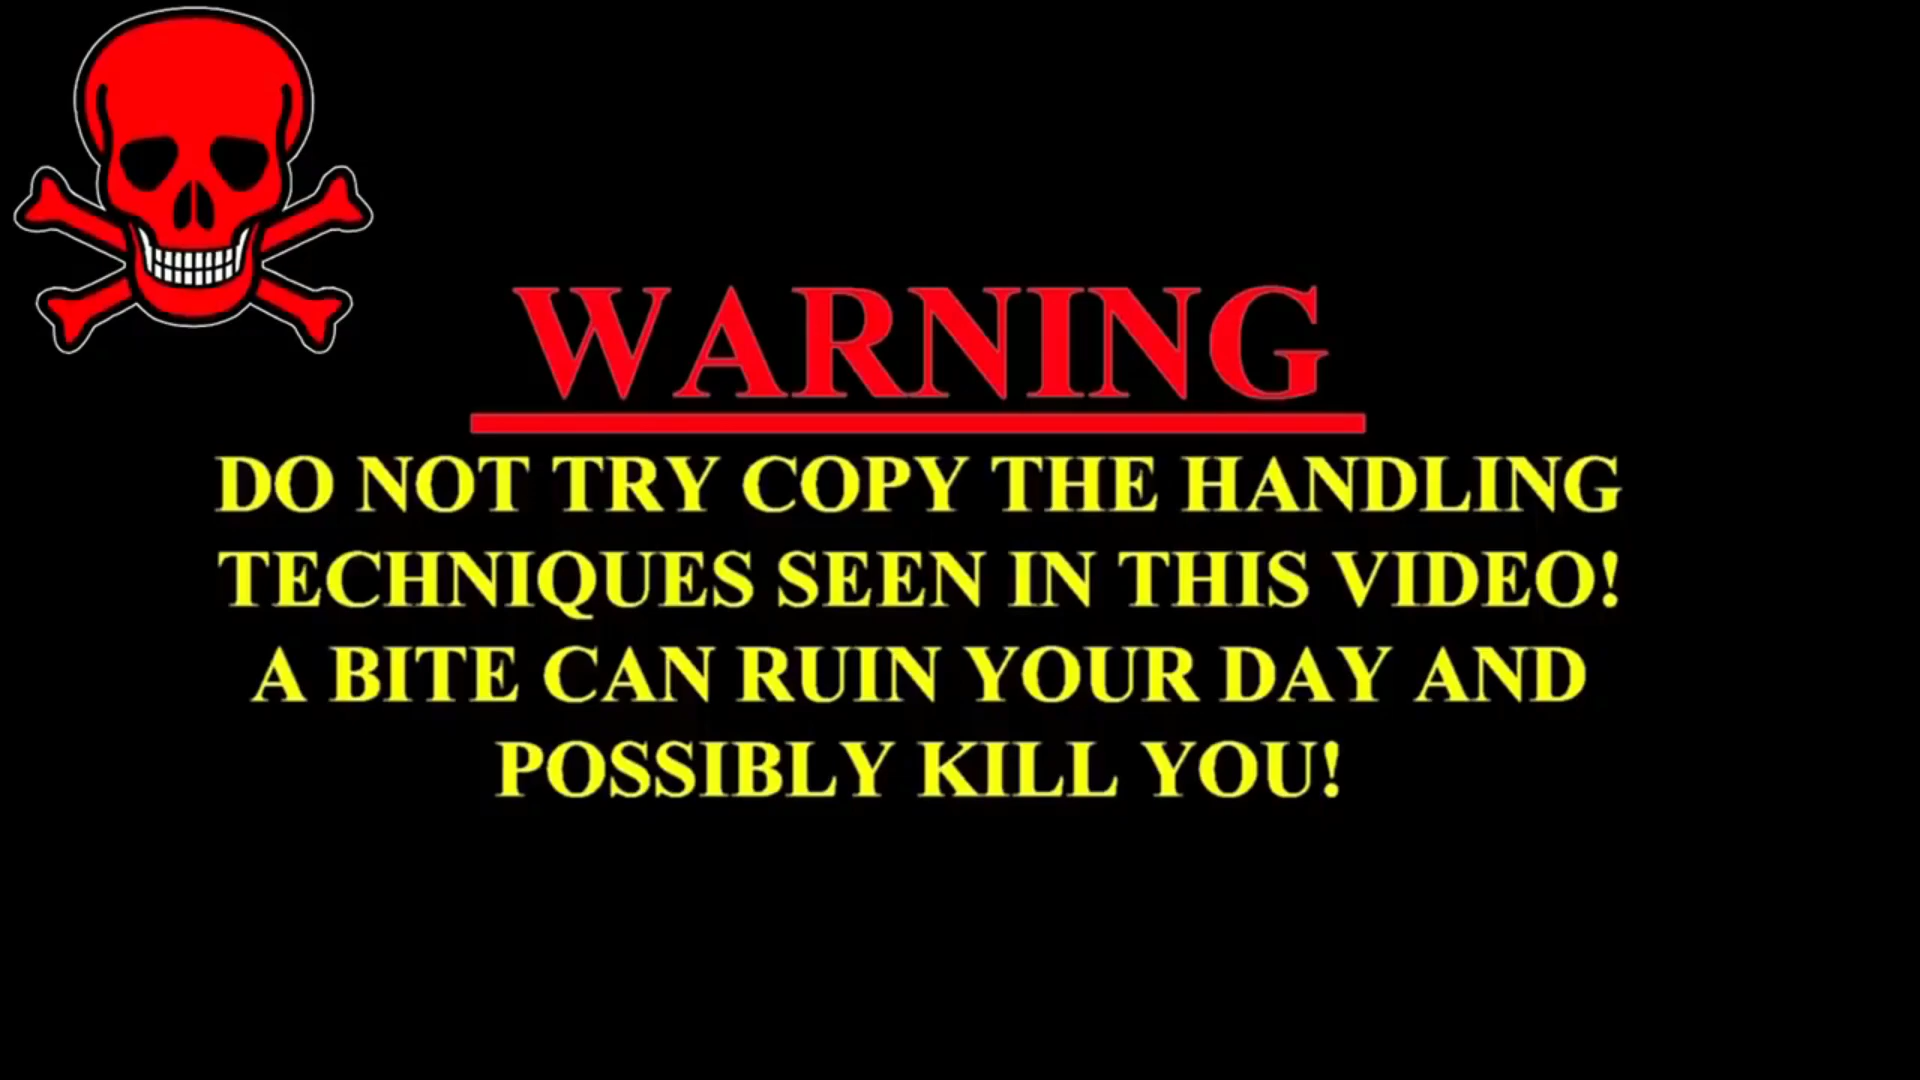 WARNING
DO NOT TRY COPY THE HANDLING
TECHNIQUES SEEN IN THIS VIDEO!
A BITE CAN RUIN YOUR DAY AND
POSSIBLY KILL YOU!